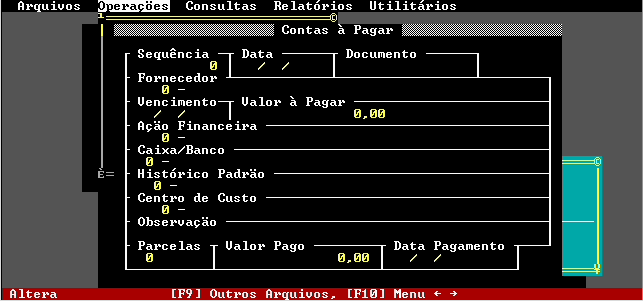 Arquivos Operações Consultas Relatórios Utilitários
Contas à Pagar
Sequência Data Documento
0 / /
Fornecedor
0 -
Vencimento Valor à Pagar
/ / 0,00
Ação Financeira
0 -
Caixa/Banco
0 -
Histórico Padrão
0 -
Centro de Custo
0 -
Observação
Parcelas Valor Pago Data Pagamento
0 0,00 / /
Altera [F9] Outros Arquivos, [F10] Menu ← →